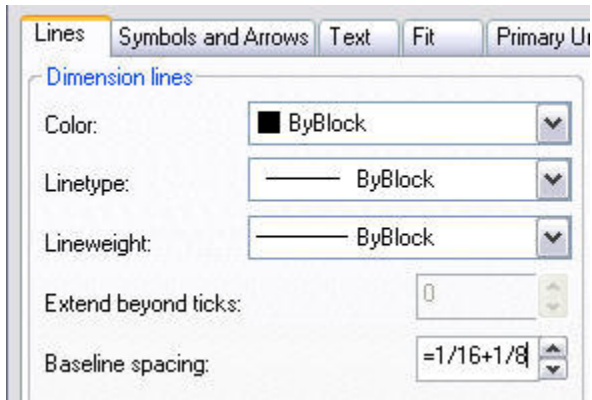 Lines Symbols and Arrows Text Fit Primary
Dimension lines
Color: ByBlock
Linetype: ByBlock
Lineweight: ByBlock
Extend beyond ticks: 0
Baseline spacing: =1/16+1/8